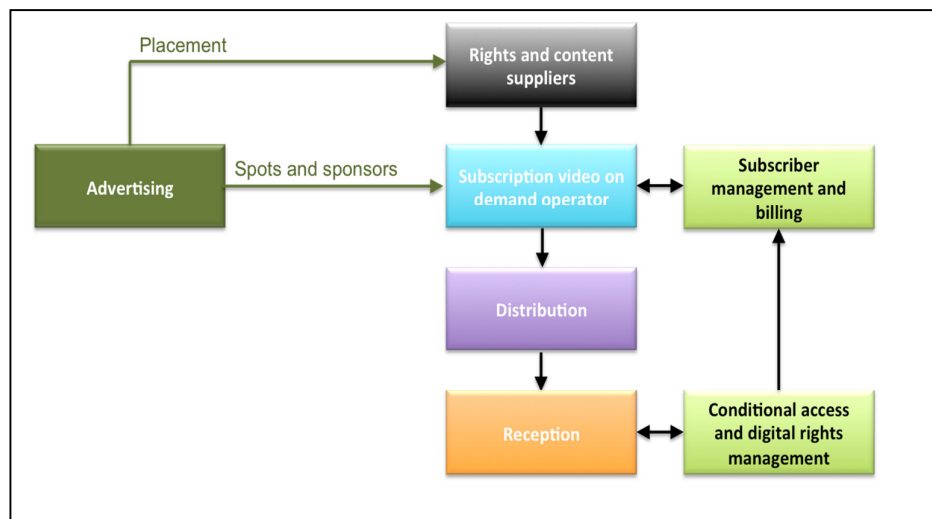 Placement
Rights and content
suppliers
Advertising
Spots and sponsors
Subscription video on
demand operator
Subscriber
management and
billing
Distribution
Reception
Conditional access
and digital rights
management